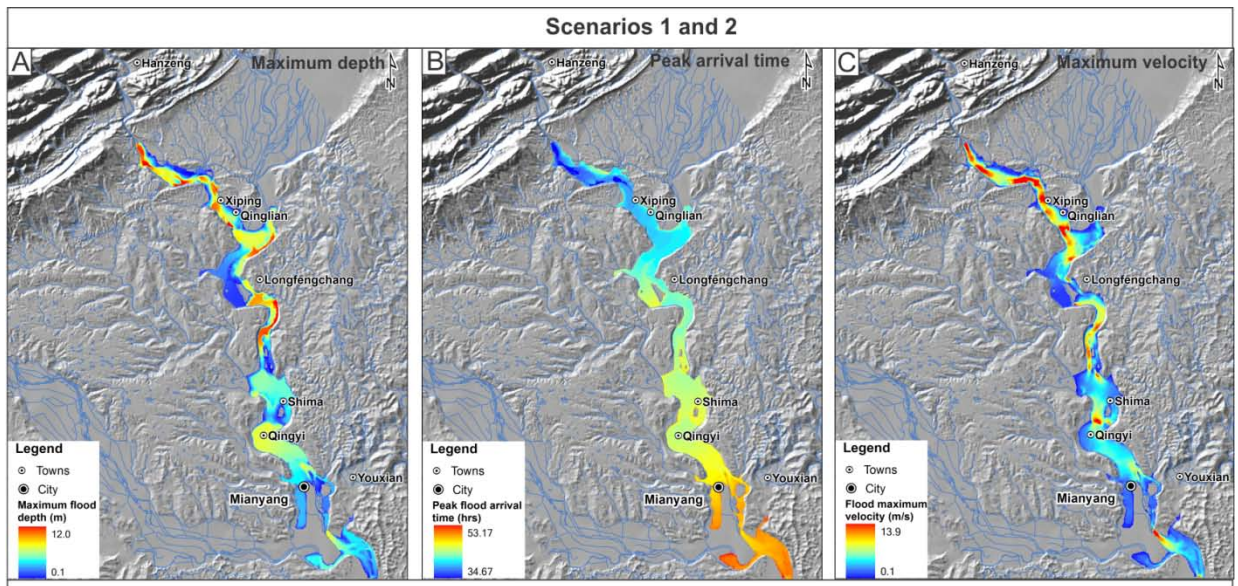 Scenarios 1 and 2
A
Maximum depth
N
Hanzeng
Xiping
Qinglian
Longfengchang
Shima
Qingyi
Youxian
Mianyang
Legend
Towns
City
Maximum flood
depth (m)
12.0
0.1
B
Peak arrival time
N
Hanzeng
Xiping
Qinglian
Longfengchang
Shima
Qingyi
Youxian
Mianyang
Legend
Towns
City
Peak flood arrival
time (hrs)
53.17
34.67
C
Maximum velocity
N
Hanzeng
Xiping
Qinglian
Longfengchang
Shima
Qingyi
Youxian
Mianyang
Legend
Towns
City
Flood maximum
velocity (m/s)
13.9
0.1